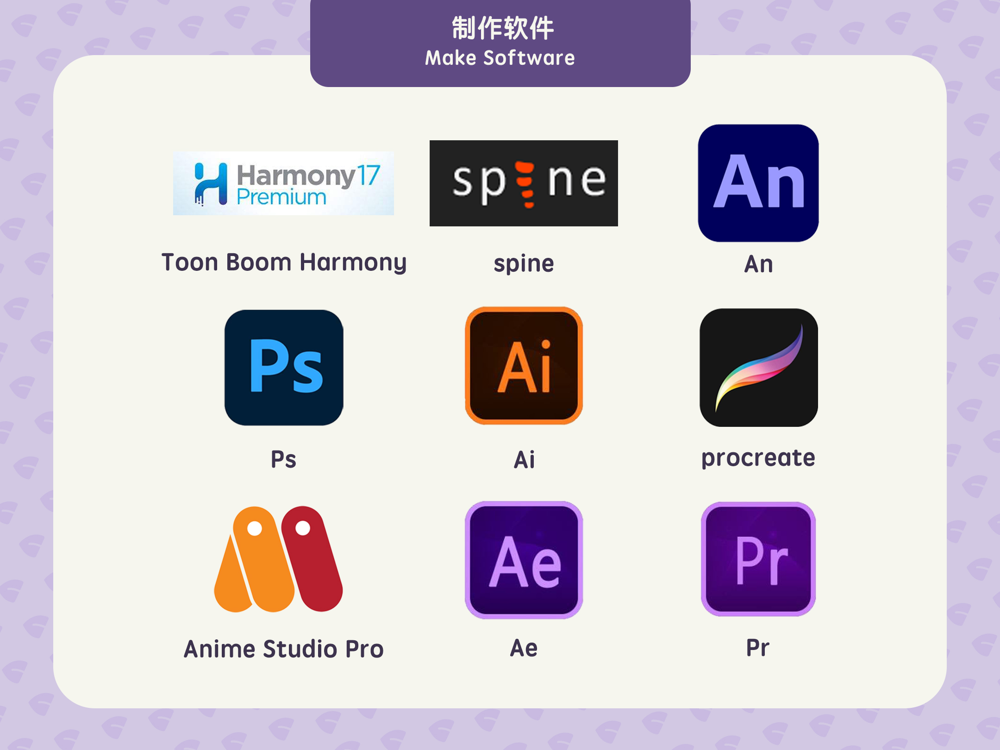 制作软件
Make Software
Harmony17
Premium
spine
An
Toon Boom Harmony
spine
An
Ps
Ai
Ps
Ai
procreate
Ae
Pr
Anime Studio Pro
Ae
Pr